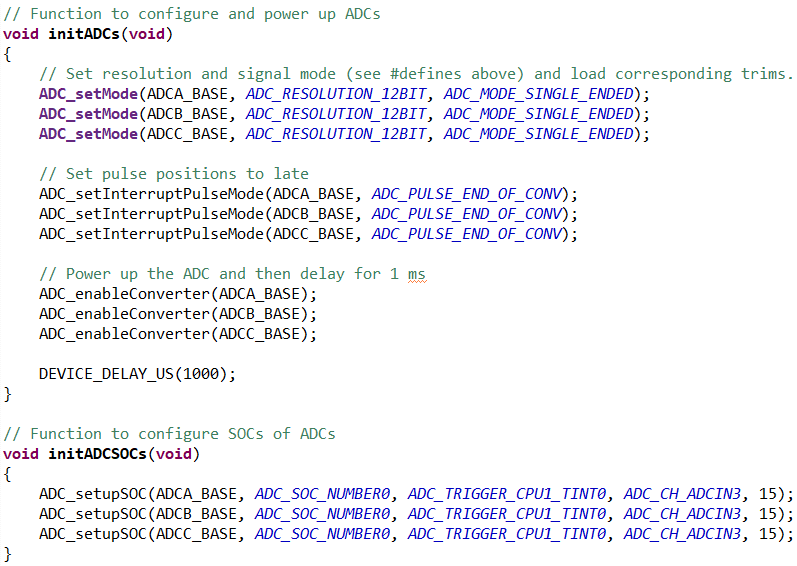 // Function to configure and power up ADCs
void initADCs(void)
{
    // Set resolution and signal mode (see #defines above) and load corresponding trims.
    ADC_setMode(ADCA_BASE, ADC_RESOLUTION_12BIT, ADC_MODE_SINGLE_ENDED);
    ADC_setMode(ADCB_BASE, ADC_RESOLUTION_12BIT, ADC_MODE_SINGLE_ENDED);
    ADC_setMode(ADCC_BASE, ADC_RESOLUTION_12BIT, ADC_MODE_SINGLE_ENDED);

    // Set pulse positions to late
    ADC_setInterruptPulseMode(ADCA_BASE, ADC_PULSE_END_OF_CONV);
    ADC_setInterruptPulseMode(ADCB_BASE, ADC_PULSE_END_OF_CONV);
    ADC_setInterruptPulseMode(ADCC_BASE, ADC_PULSE_END_OF_CONV);

    // Power up the ADC and then delay for 1 ms
    ADC_enableConverter(ADCA_BASE);
    ADC_enableConverter(ADCB_BASE);
    ADC_enableConverter(ADCC_BASE);

    DEVICE_DELAY_US(1000);
}

// Function to configure SOCs of ADCs
void initADCSOCs(void)
{
    ADC_setupSOC(ADCA_BASE, ADC_SOC_NUMBER0, ADC_TRIGGER_CPU1_TINT0, ADC_CH_ADCIN3, 15);
    ADC_setupSOC(ADCB_BASE, ADC_SOC_NUMBER0, ADC_TRIGGER_CPU1_TINT0, ADC_CH_ADCIN3, 15);
    ADC_setupSOC(ADCC_BASE, ADC_SOC_NUMBER0, ADC_TRIGGER_CPU1_TINT0, ADC_CH_ADCIN3, 15);
}